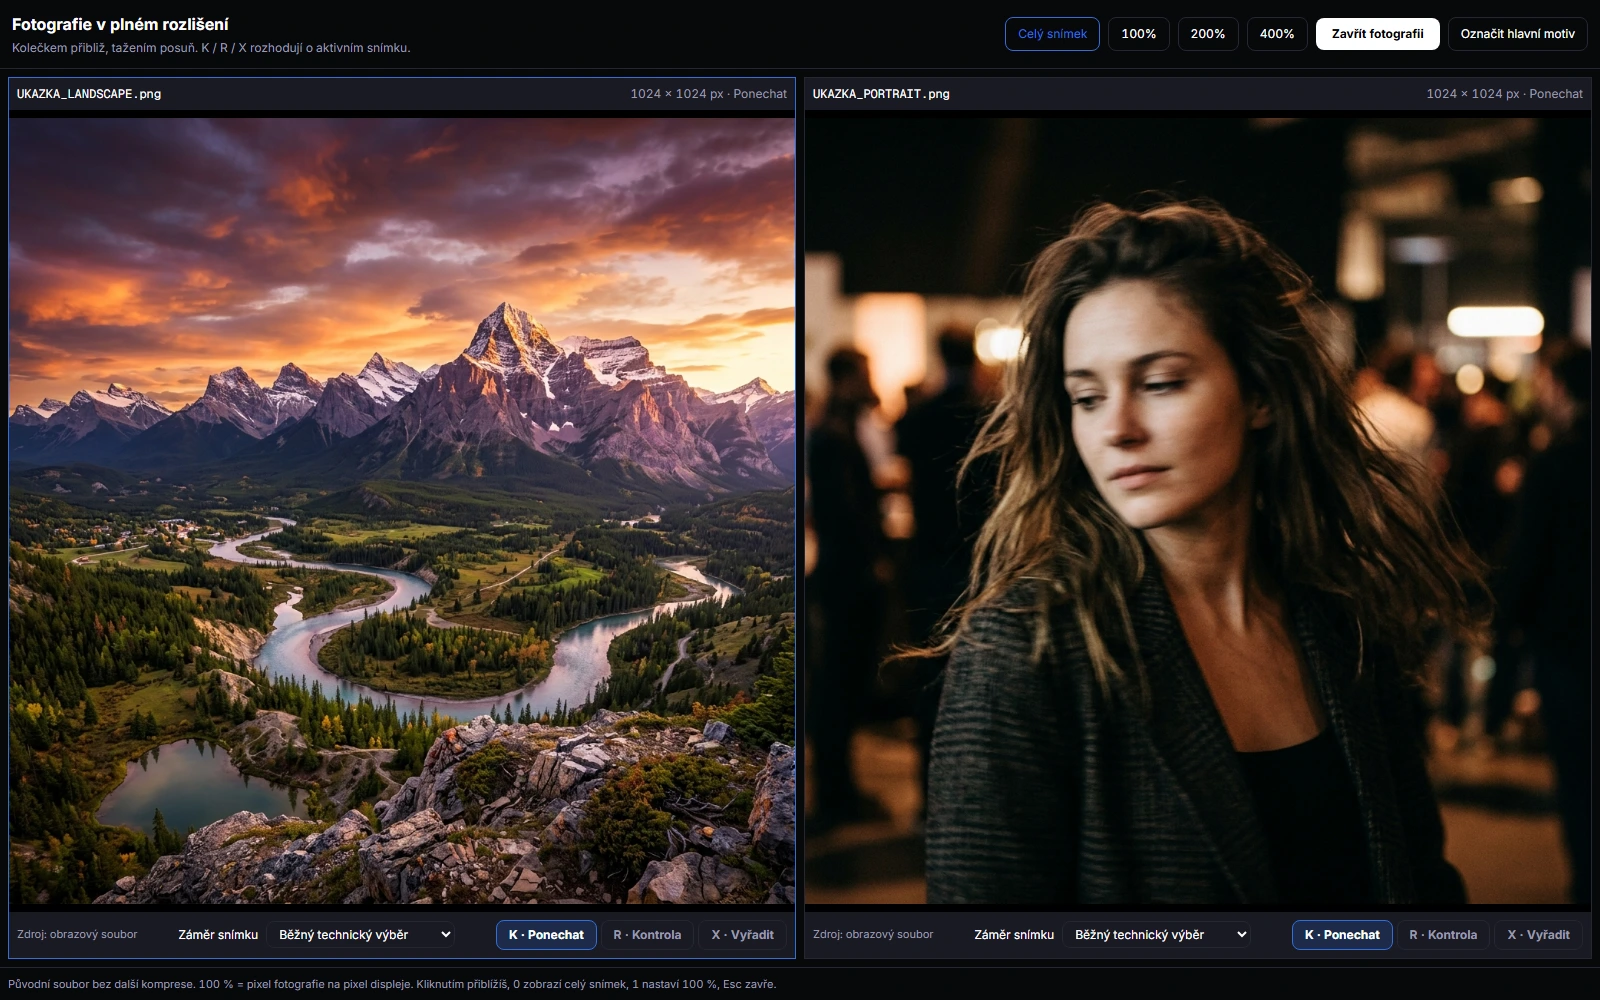 Fotografie v plném rozlišení
Kolečkem přibliž, tažením posuň. K / R / X rozhodují o aktivním snímku.
Celý snímek
100%
200%
400%
Zavřít fotografii
Označit hlavní motiv
UKAZKA_LANDSCAPE.png
1024 × 1024 px · Ponechat
UKAZKA_PORTRAIT.png
1024 × 1024 px · Ponechat
Zdroj: obrazový soubor
Záměr snímku
Běžný technický výběr
K · Ponechat
R · Kontrola
X · Vyřadit
Zdroj: obrazový soubor
Záměr snímku
Běžný technický výběr
K · Ponechat
R · Kontrola
X · Vyřadit
Původní soubor bez další komprese. 100 % = pixel fotografie na pixel displeje. Kliknutím přiblížíš, 0 zobrazí celý snímek, 1 nastaví 100 %, Esc zavře.